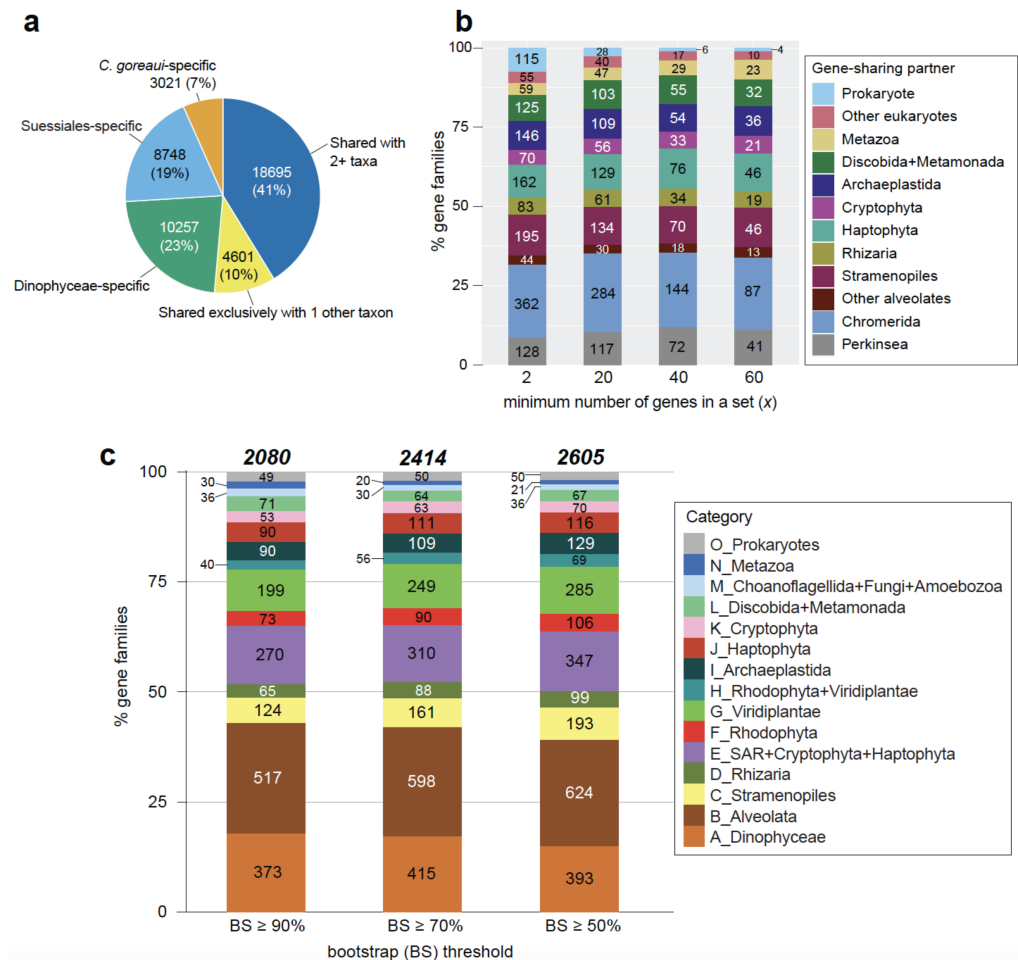 a
C. goreaui-specific
3021 (7%)
Suessiales-specific
8748
(19%)
Shared with
2+ taxa
18695
(41%)
10257
(23%)
4601
(10%)
Dinophyceae-specific
Shared exclusively with 1 other taxon
b
% gene families
100
75
50
25
0
115
55
59
125
146
70
162
83
195
44
362
128
28
40
47
103
109
56
129
61
134
30
284
117
6
17
29
55
54
33
76
34
70
18
144
72
4
10
23
32
36
21
46
19
46
13
87
41
2 20 40 60
minimum number of genes in a set (x)
Gene-sharing partner
Prokaryote
Other eukaryotes
Metazoa
Discobida+Metamonada
Archaeplastida
Cryptophyta
Haptophyta
Rhizaria
Stramenopiles
Other alveolates
Chromerida
Perkinsea
c
2080 2414 2605
% gene families
100
75
50
25
0
49
30
36
71
53
90
90
40
199
73
270
65
124
517
373
50
20
30
64
63
111
109
56
249
90
310
88
161
598
415
50
21
36
67
70
116
129
69
285
106
347
99
193
624
393
BS ≥ 90% BS ≥ 70% BS ≥ 50%
bootstrap (BS) threshold
Category
O_Prokaryotes
N_Metazoa
M_Choanoflagellida+Fungi+Amoebozoa
L_Discobida+Metamonada
K_Cryptophyta
J_Haptophyta
I_Archaeplastida
H_Rhodophyta+Viridiplantae
G_Viridiplantae
F_Rhodophyta
E_SAR+Cryptophyta+Haptophyta
D_Rhizaria
C_Stramenopiles
B_Alveolata
A_Dinophyceae